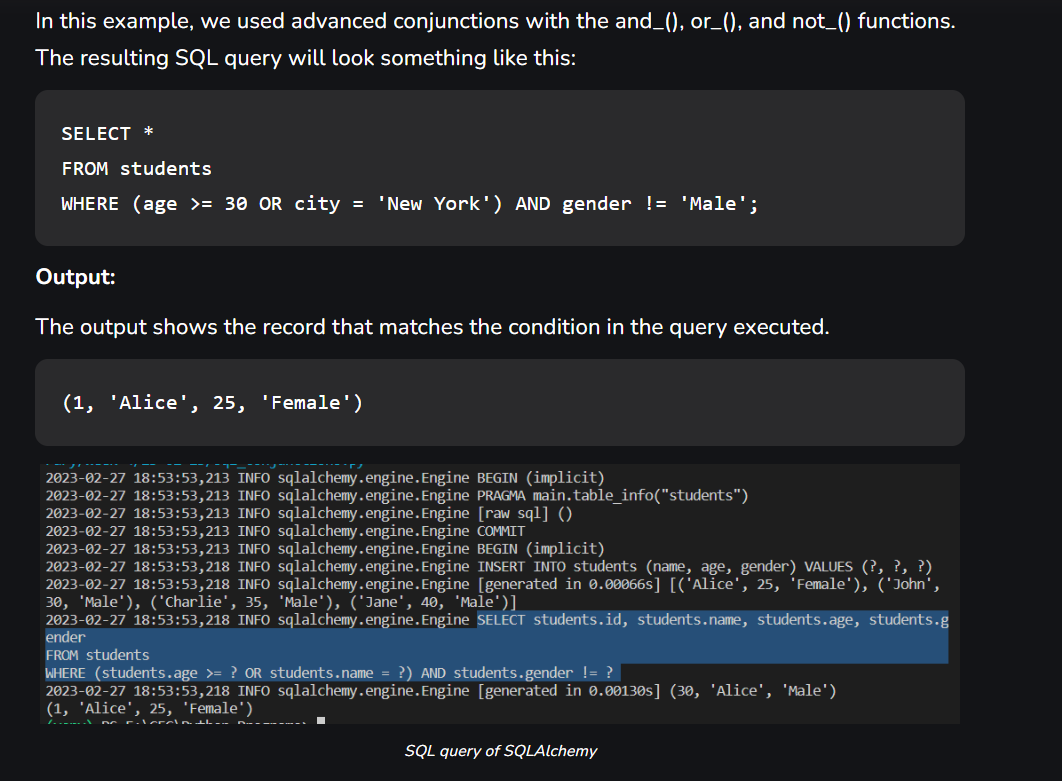 In this example, we used advanced conjunctions with the and_(), or_(), and not_() functions.
The resulting SQL query will look something like this:
SELECT *
FROM students
WHERE (age >= 30 OR city = 'New York') AND gender != 'Male';
Output:
The output shows the record that matches the condition in the query executed.
(1, 'Alice', 25, 'Female')
2023-02-27 18:53:53,213 INFO sqlalchemy.engine.Engine BEGIN (implicit)
2023-02-27 18:53:53,213 INFO sqlalchemy.engine.Engine PRAGMA main.table_info("students")
2023-02-27 18:53:53,213 INFO sqlalchemy.engine.Engine [raw sql] ()
2023-02-27 18:53:53,213 INFO sqlalchemy.engine.Engine COMMIT
2023-02-27 18:53:53,213 INFO sqlalchemy.engine.Engine BEGIN (implicit)
2023-02-27 18:53:53,218 INFO sqlalchemy.engine.Engine INSERT INTO students (name, age, gender) VALUES (?, ?, ?)
2023-02-27 18:53:53,218 INFO sqlalchemy.engine.Engine [generated in 0.00066s] [('Alice', 25, 'Female'), ('John',
30, 'Male'), ('Charlie', 35, 'Male'), ('Jane', 40, 'Male')]
2023-02-27 18:53:53,218 INFO sqlalchemy.engine.Engine SELECT students.id, students.name, students.age, students.g
ender
FROM students
WHERE (students.age >= ? OR students.name = ?) AND students.gender != ?
2023-02-27 18:53:53,218 INFO sqlalchemy.engine.Engine [generated in 0.00130s] (30, 'Alice', 'Male')
(1, 'Alice', 25, 'Female')
SQL query of SQLAlchemy